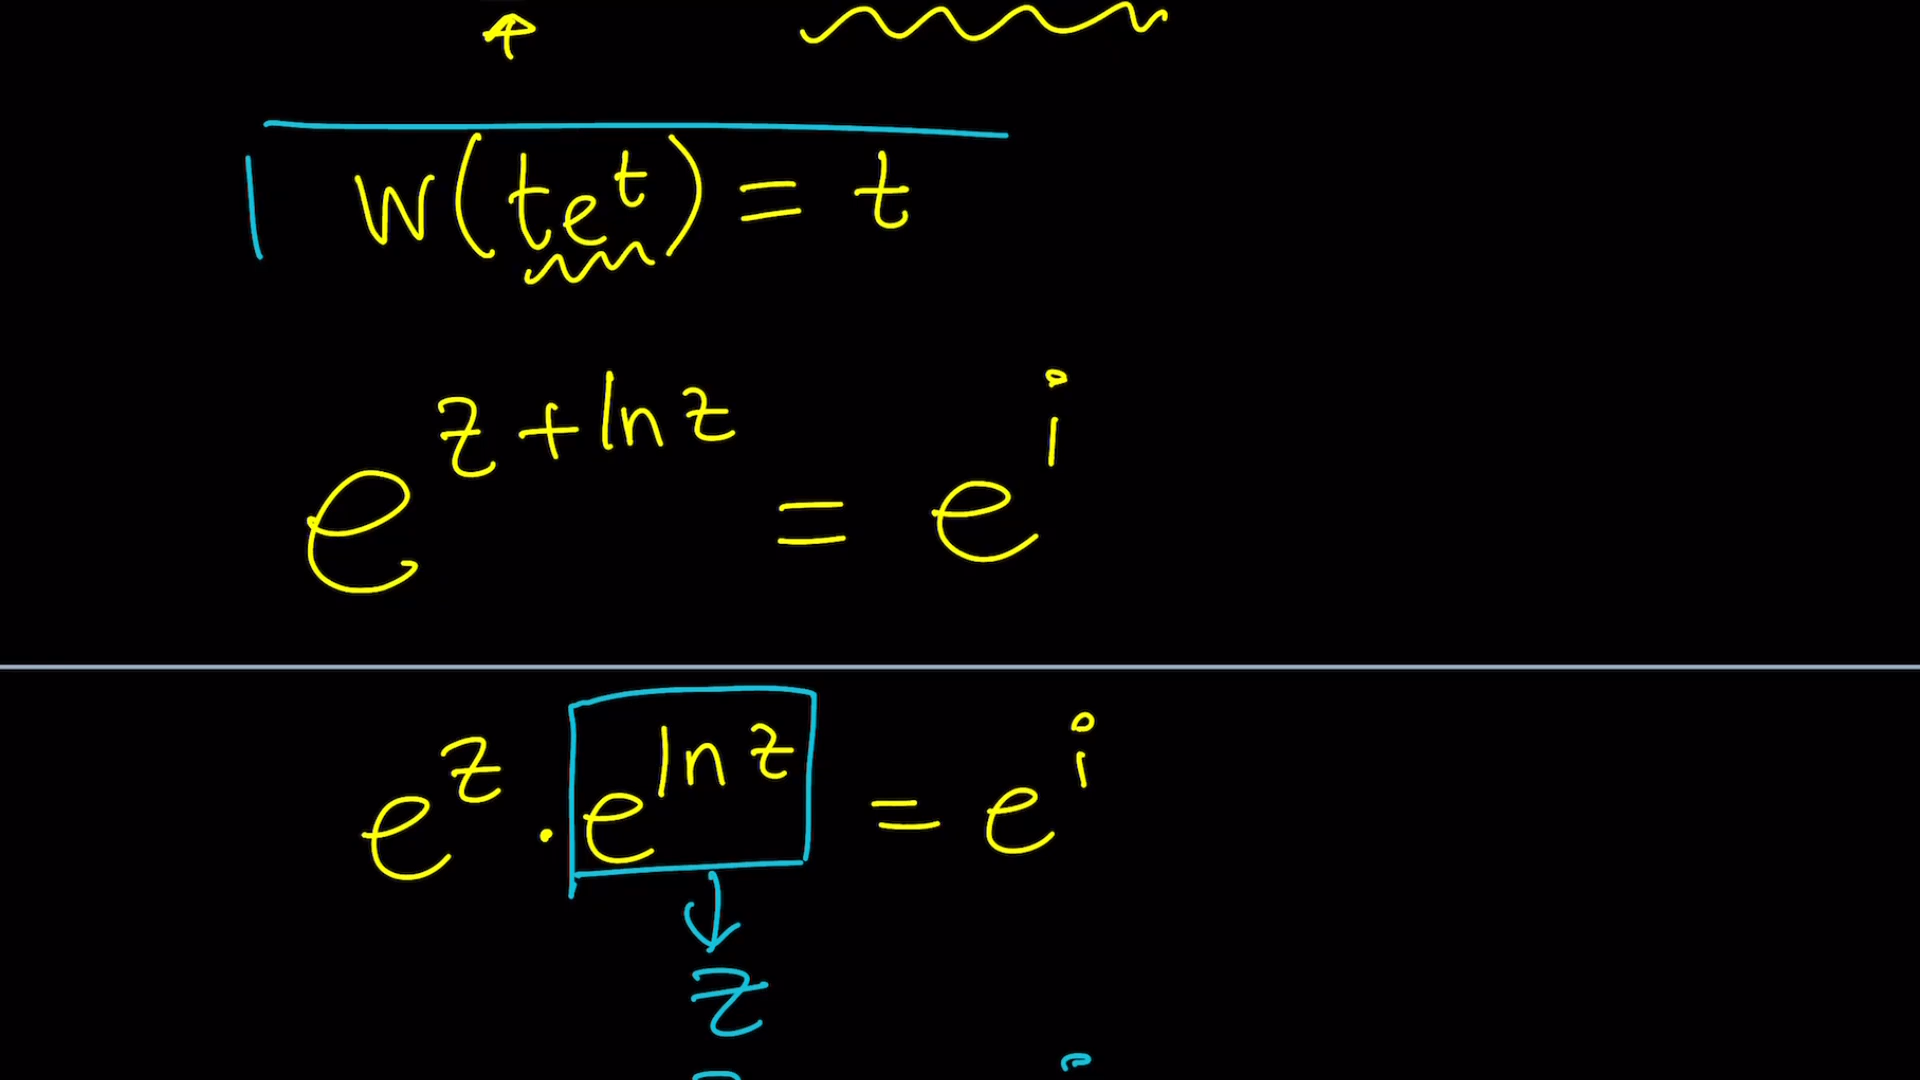 W(te^t) = t
e^{z+ln z} = e^i
e^z · e^{ln z} = e^i
z